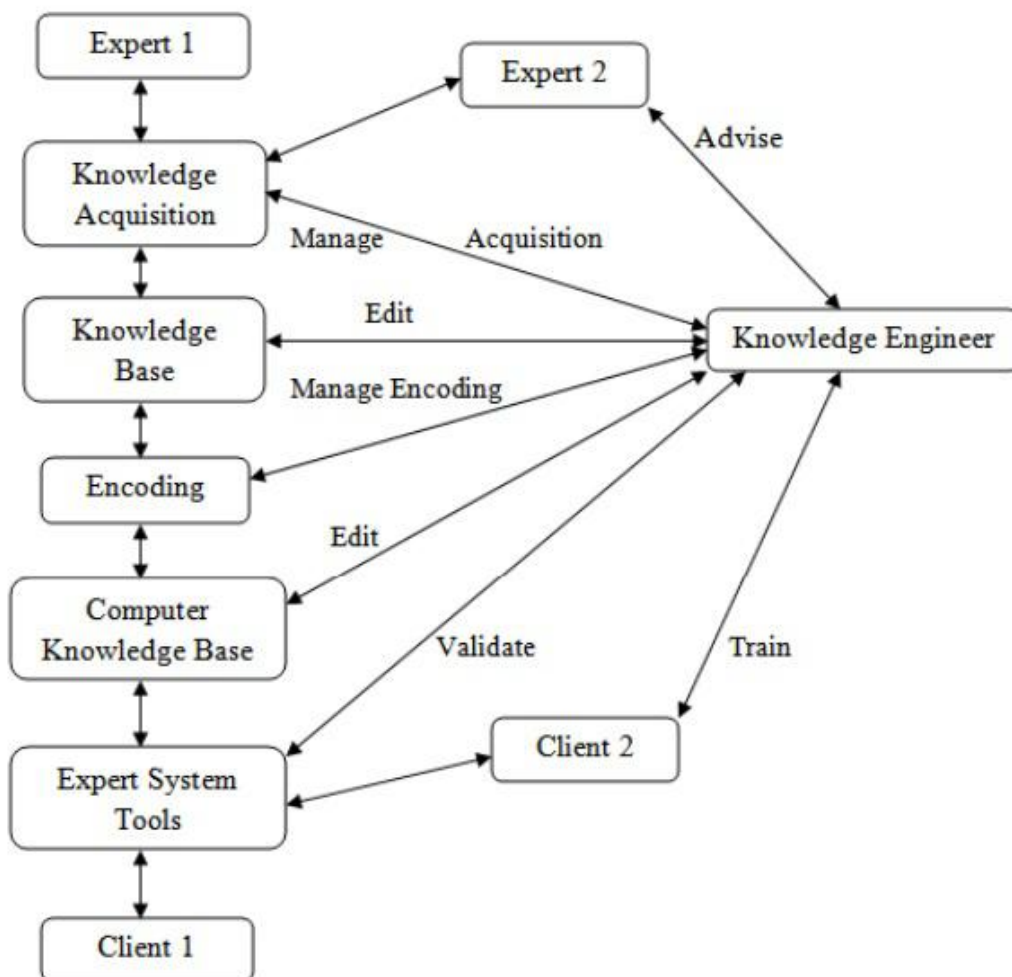 Expert 1
Expert 2
Advise
Knowledge
Acquisition
Manage Acquisition
Edit
Knowledge
Base
Knowledge Engineer
Manage Encoding
Encoding
Edit
Computer
Knowledge Base
Validate
Train
Client 2
Expert System
Tools
Client 1